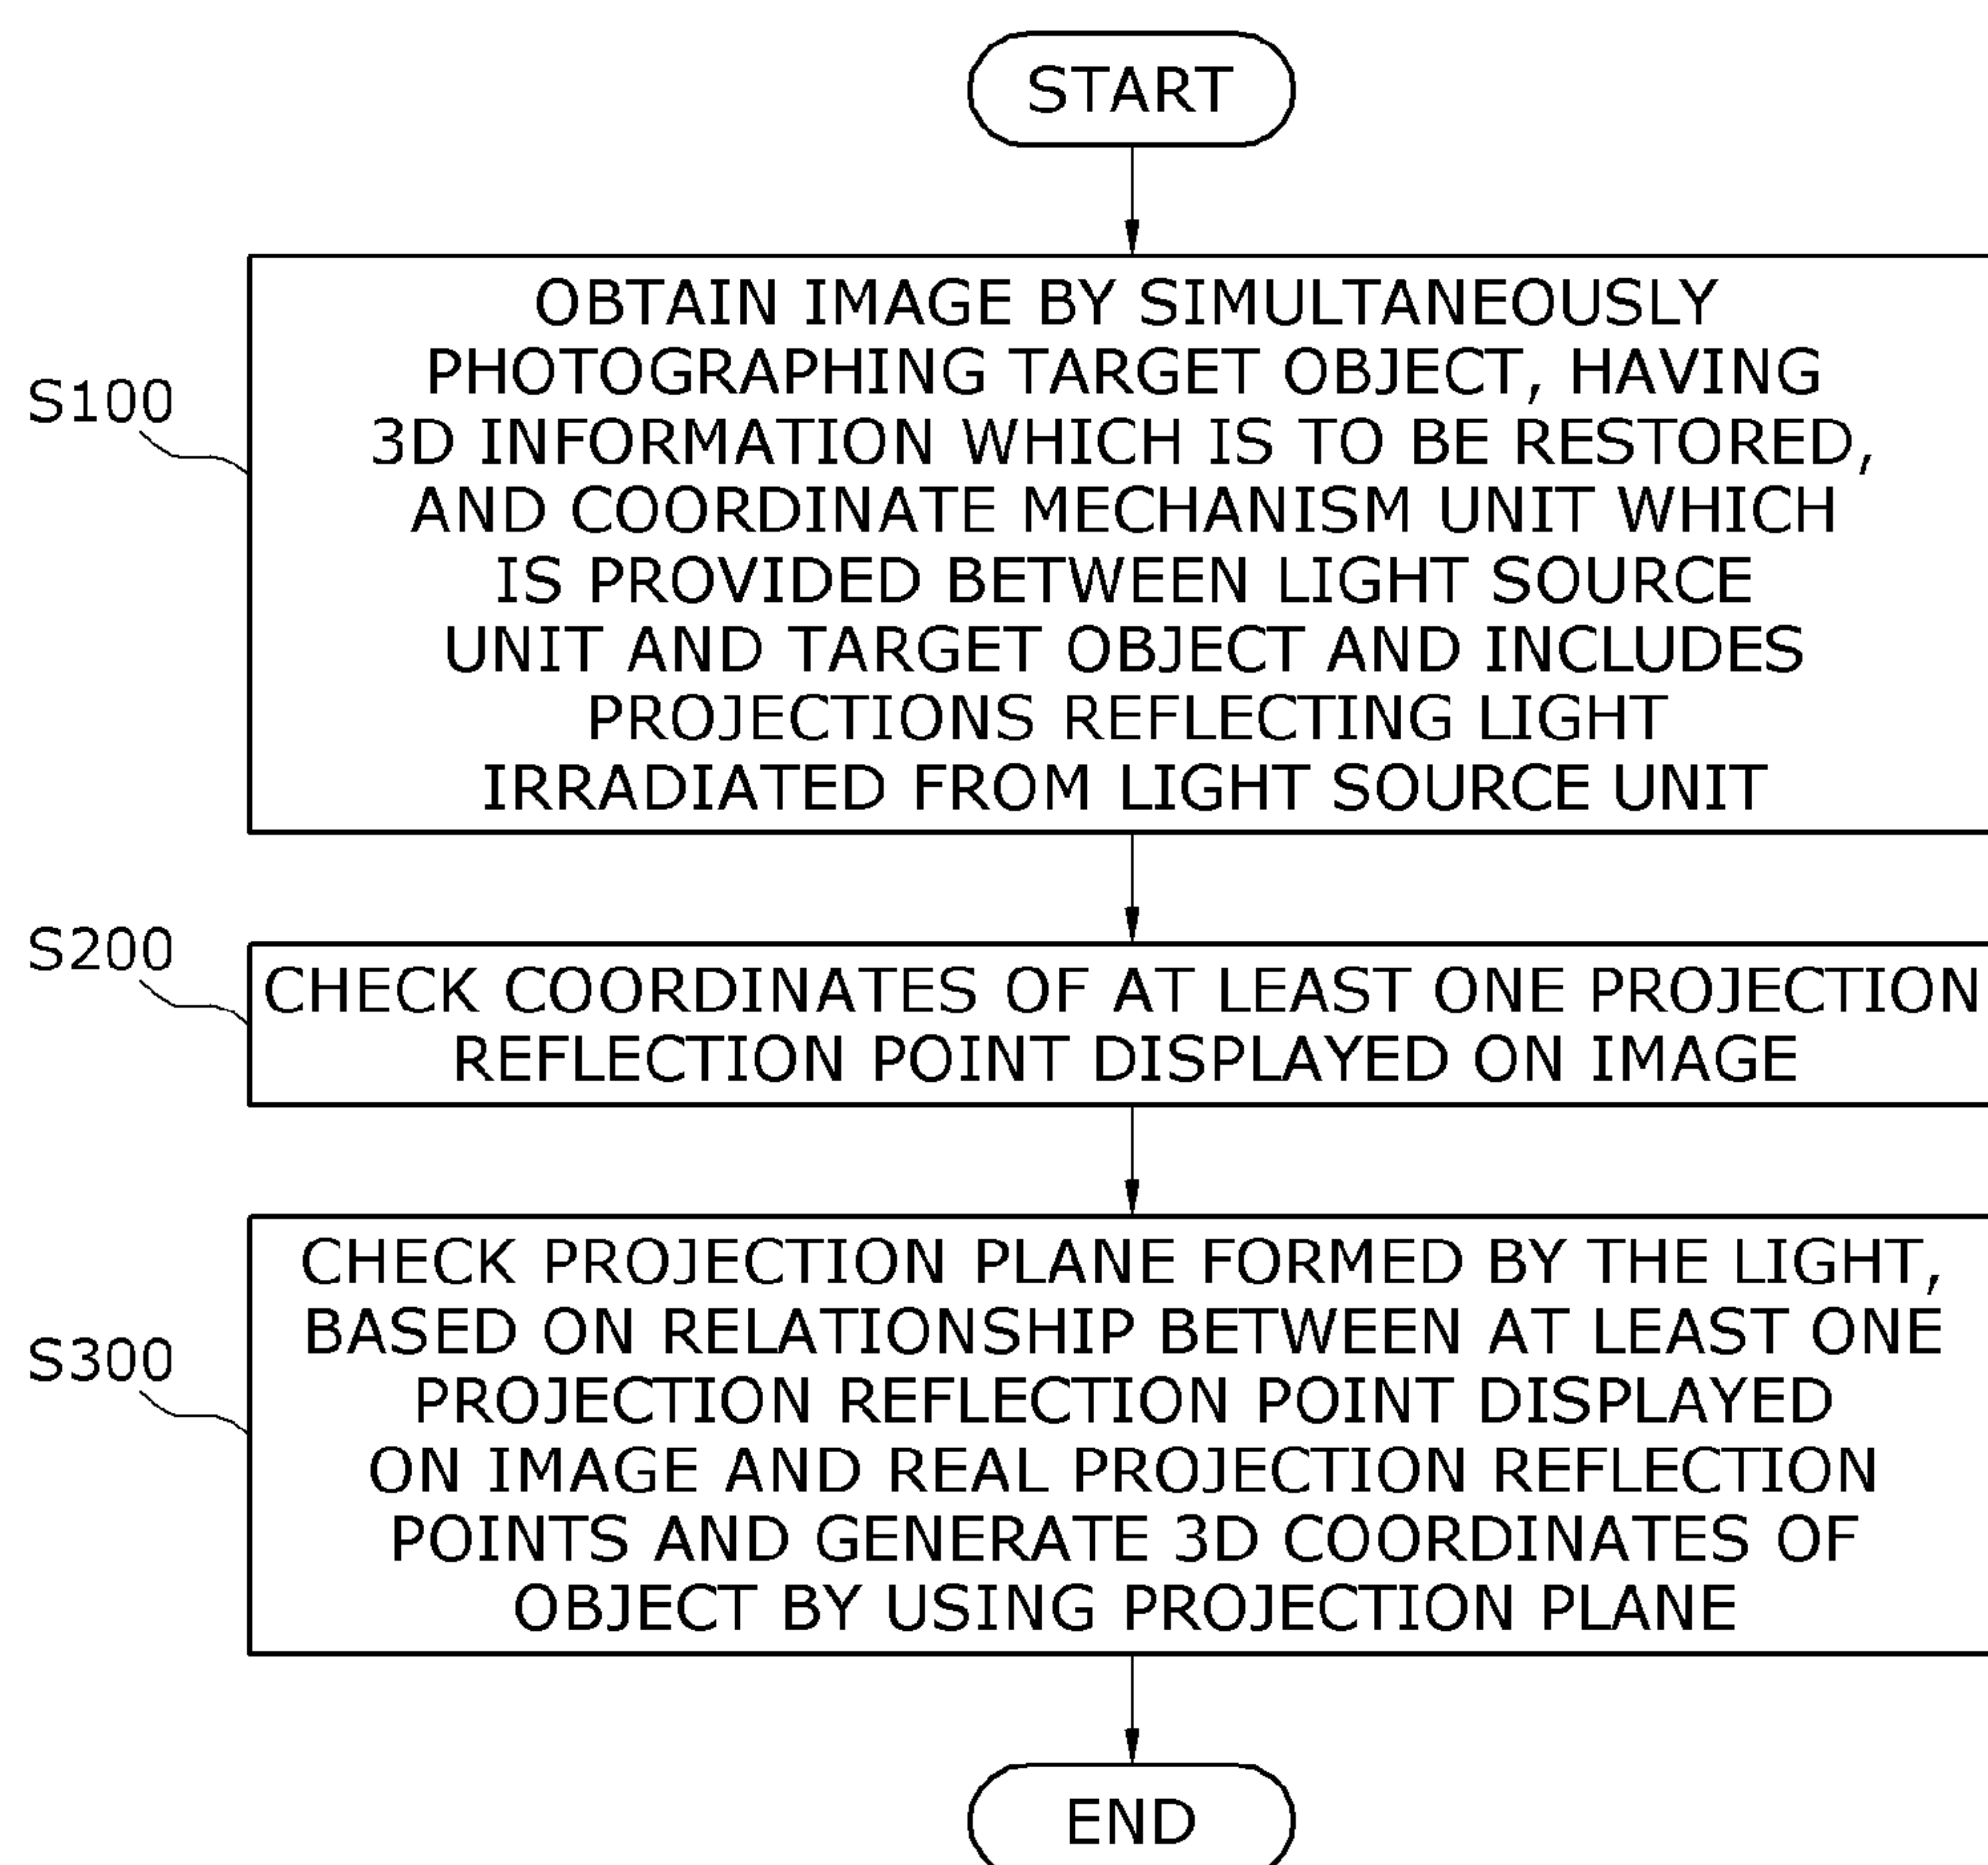 START
S100
OBTAIN IMAGE BY SIMULTANEOUSLY
PHOTOGRAPHING TARGET OBJECT, HAVING
3D INFORMATION WHICH IS TO BE RESTORED,
AND COORDINATE MECHANISM UNIT WHICH
IS PROVIDED BETWEEN LIGHT SOURCE
UNIT AND TARGET OBJECT AND INCLUDES
PROJECTIONS REFLECTING LIGHT
IRRADIATED FROM LIGHT SOURCE UNIT
S200
CHECK COORDINATES OF AT LEAST ONE PROJECTION
REFLECTION POINT DISPLAYED ON IMAGE
S300
CHECK PROJECTION PLANE FORMED BY THE LIGHT,
BASED ON RELATIONSHIP BETWEEN AT LEAST ONE
PROJECTION REFLECTION POINT DISPLAYED
ON IMAGE AND REAL PROJECTION REFLECTION
POINTS AND GENERATE 3D COORDINATES OF
OBJECT BY USING PROJECTION PLANE
END